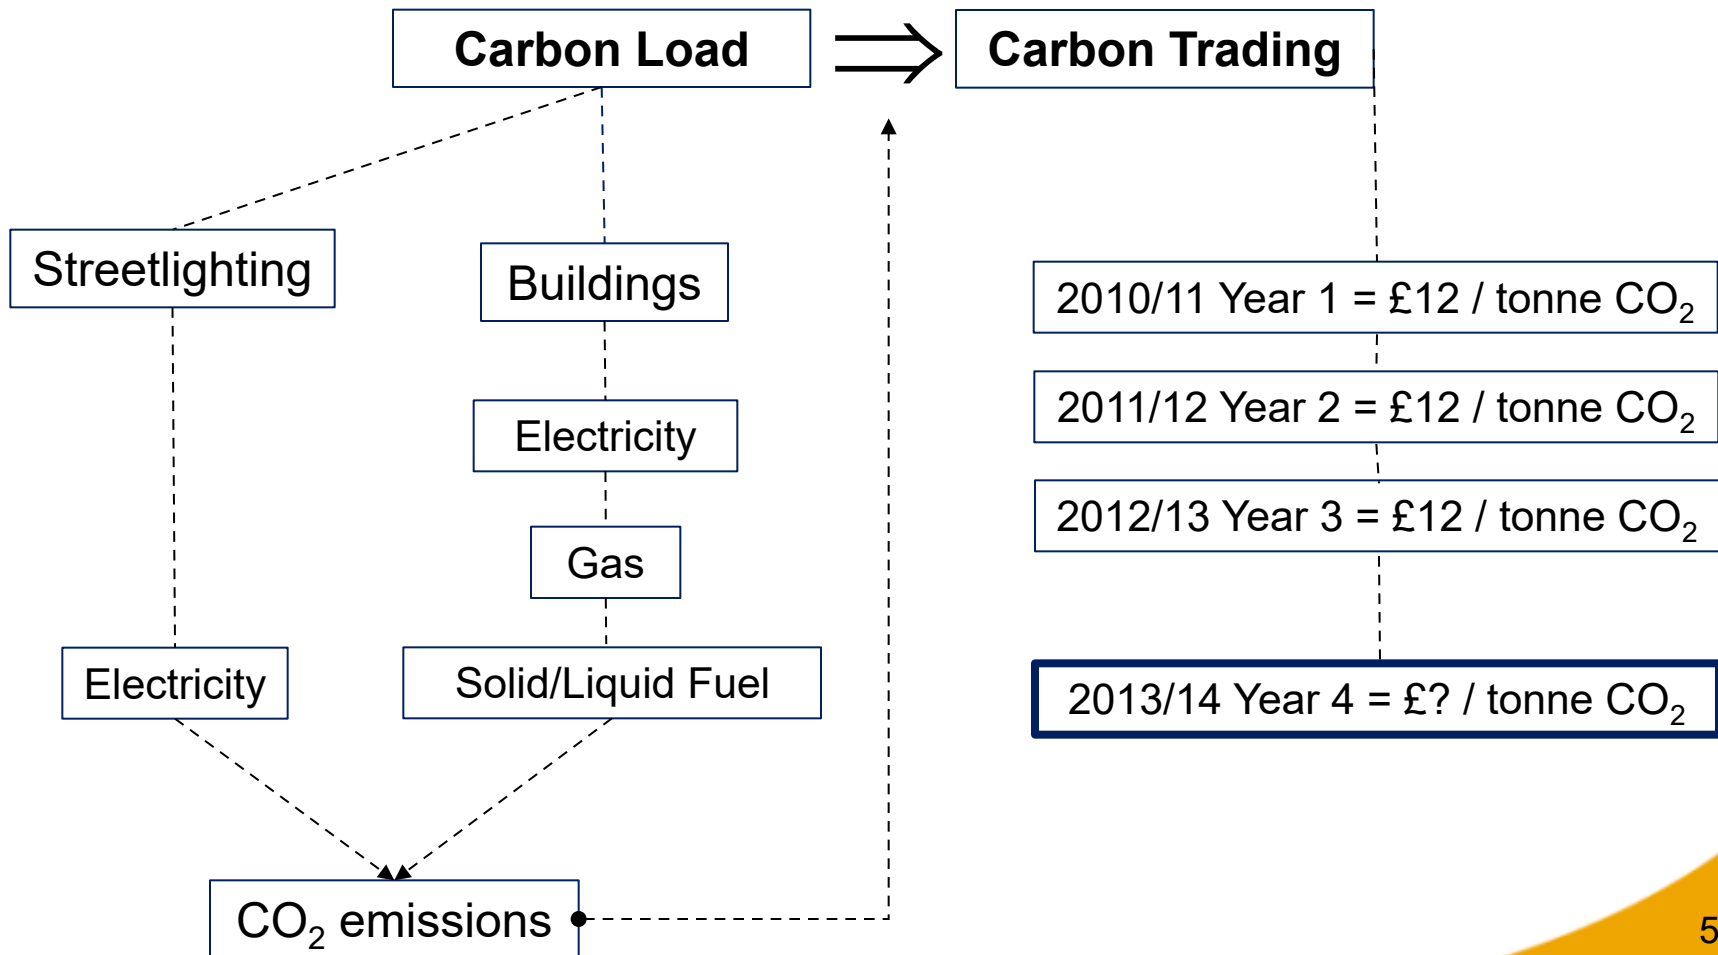 Carbon Load
Carbon Trading
Streetlighting
Buildings
Electricity
Gas
Electricity
Solid/Liquid Fuel
CO₂ emissions
2010/11 Year 1 = £12 / tonne CO₂
2011/12 Year 2 = £12 / tonne CO₂
2012/13 Year 3 = £12 / tonne CO₂
2013/14 Year 4 = £? / tonne CO₂
5